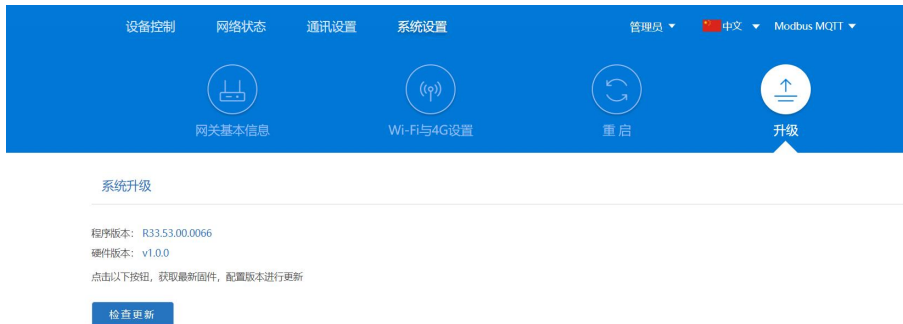 设备控制 网络状态 通讯设置 系统设置 管理员 中文 Modbus MQTT
网关基本信息 Wi-Fi与4G设置 重启 升级
系统升级
程序版本： R33.53.00.0066
硬件版本： v1.0.0
点击以下按钮，获取最新固件，配置版本进行更新
检查更新